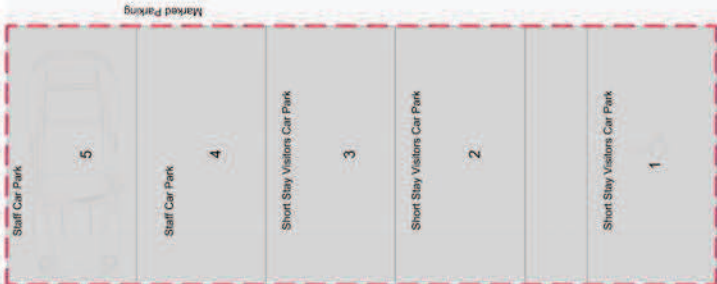 Marked Parking
Staff Car Park
5
Staff Car Park
4
Short Stay Visitors Car Park
3
Short Stay Visitors Car Park
2
Short Stay Visitors Car Park
1